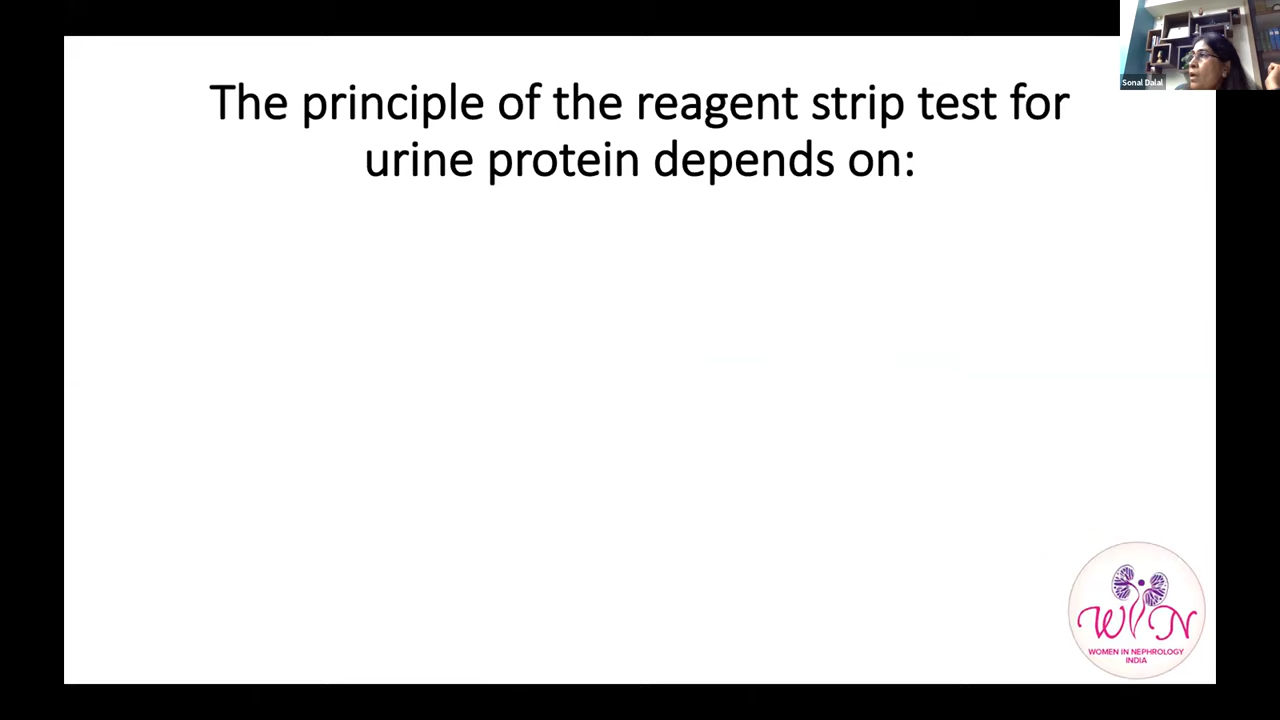 Sonal Dalal
The principle of the reagent strip test for
urine protein depends on:
WIN
WOMEN IN NEPHROLOGY
INDIA